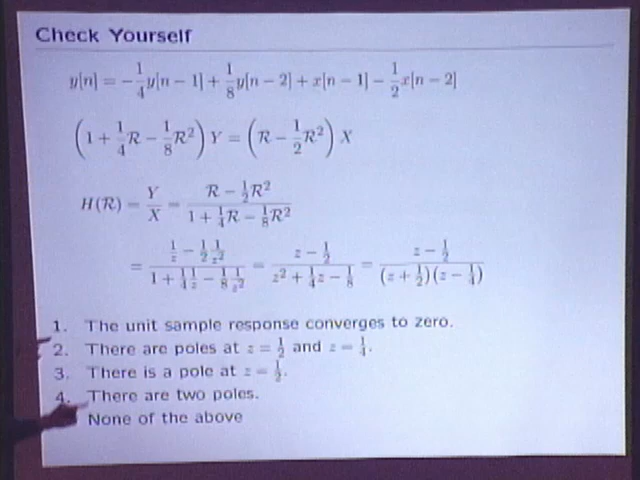 Check Yourself
y[n] = −1/4 y[n − 1] + 1/8 y[n − 2] + x[n − 1] − 1/2 x[n − 2]
(1 + 1/4 R − 1/8 R²) Y = (R − 1/2 R²) X
H(R) = Y/X = (R − 1/2 R²)/(1 + 1/4 R − 1/8 R²)
= (1/z − 1/2 1/z²)/(1 + 1/4 1/z − 1/8 1/z²) = (z − 1/2)/(z² + 1/4 z − 1/8) = (z − 1/2)/((z + 1/2)(z − 1/4))
1. The unit sample response converges to zero.
2. There are poles at z = 1/2 and z = 1/4.
3. There is a pole at z = 1/2.
4. There are two poles.
None of the above